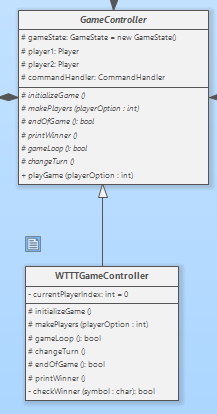 GameController
# gameState: GameState = new GameState()
# player1: Player
# player2: Player
# commandHandler: CommandHandler
# initializeGame ()
# makePlayers (playerOption : int)
# endOfGame (): bool
# printWinner ()
# gameLoop (): bool
# changeTurn ()
+ playGame (playerOption : int)
WTTTGameController
- currentPlayerIndex: int = 0
# initializeGame ()
# makePlayers (playerOption : int)
# gameLoop (): bool
# changeTurn ()
# endOfGame (): bool
# printWinner ()
- checkWinner (symbol : char): bool